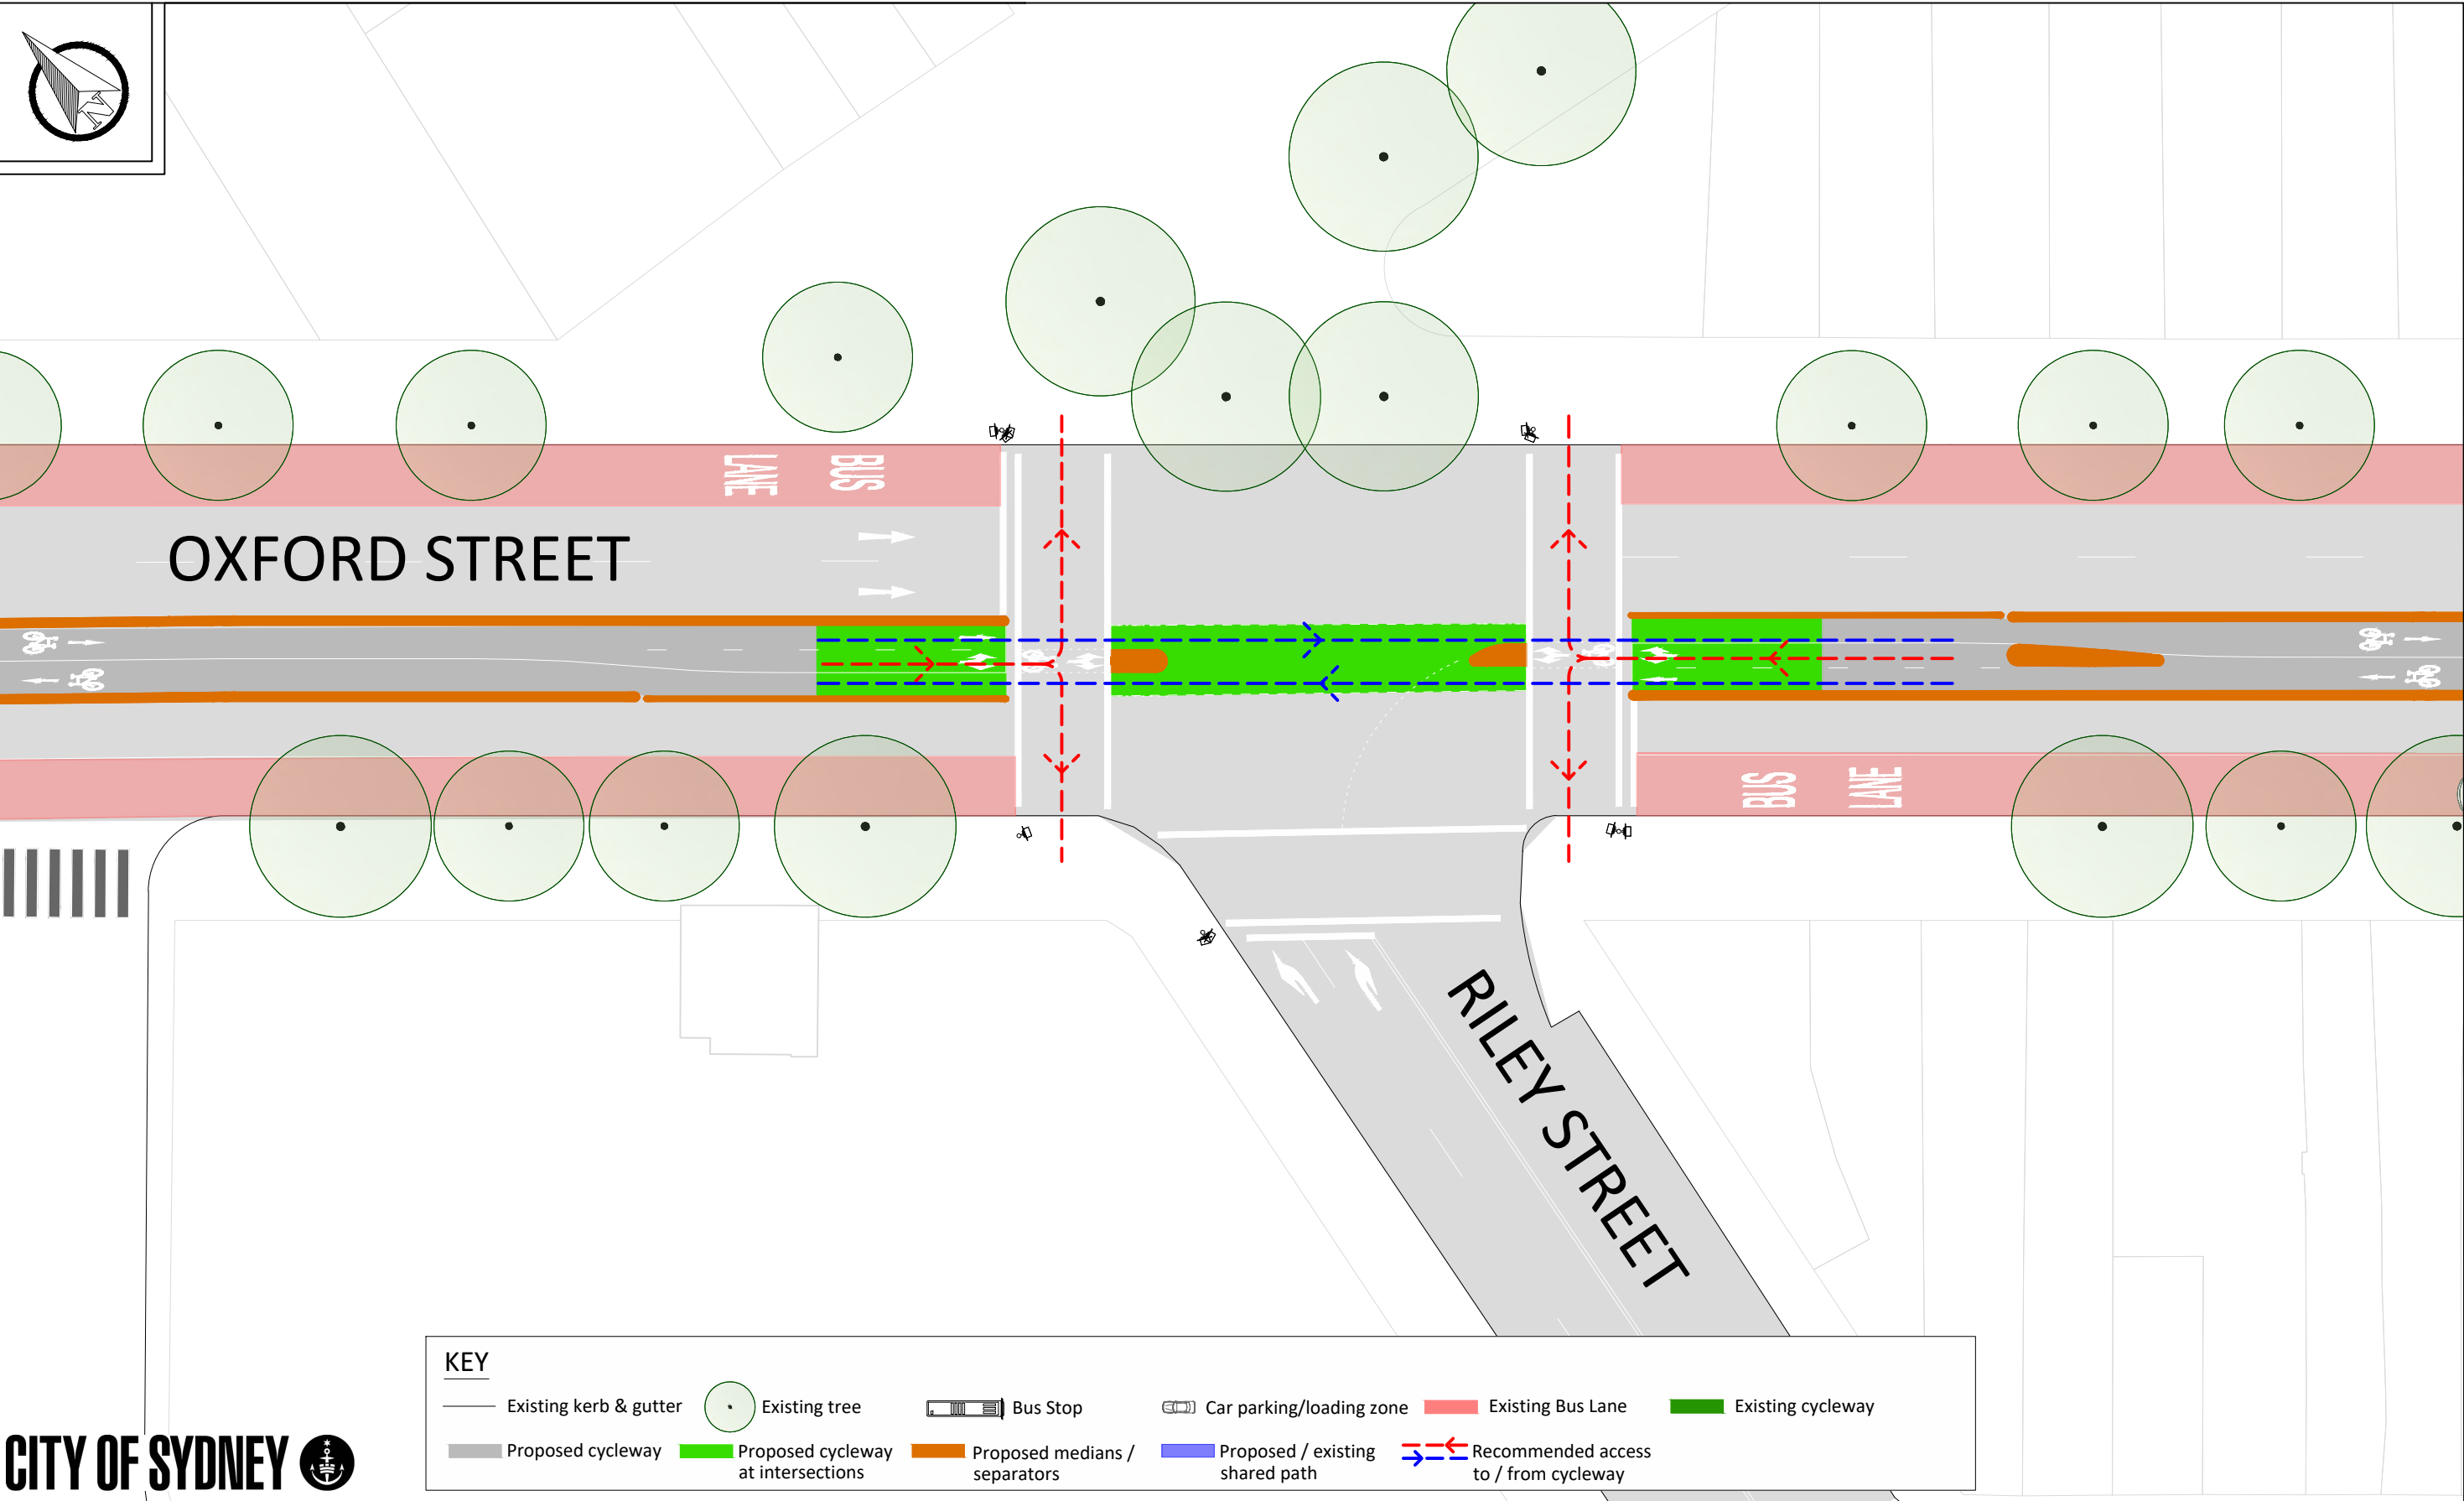 N
LANE
BUS
OXFORD STREET
BUS
LANE
RILEY STREET
KEY
Existing kerb & gutter
Existing tree
Bus Stop
Car parking/loading zone
Existing Bus Lane
Existing cycleway
Proposed cycleway
Proposed cycleway
at intersections
Proposed medians /
separators
Proposed / existing
shared path
Recommended access
to / from cycleway
CITY OF SYDNEY